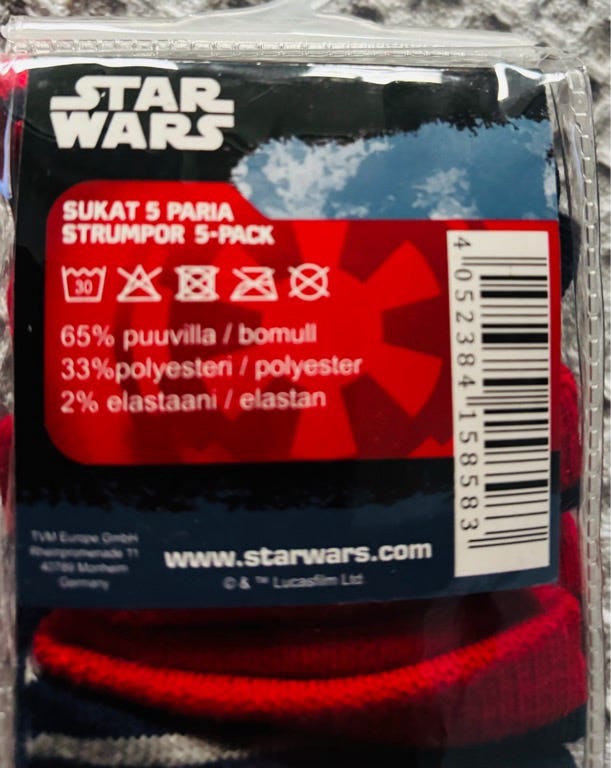 STAR
WARS
SUKAT 5 PARIA
STRUMPOR 5-PACK
30
65% puuvilla / bomull
33%polyesteri / polyester
2% elastaani / elastan
4 052384 158583
TVM Europe GmbH
Rheinpromenade 11
40789 Monheim
Germany
www.starwars.com
© & ™ Lucasfilm Ltd.